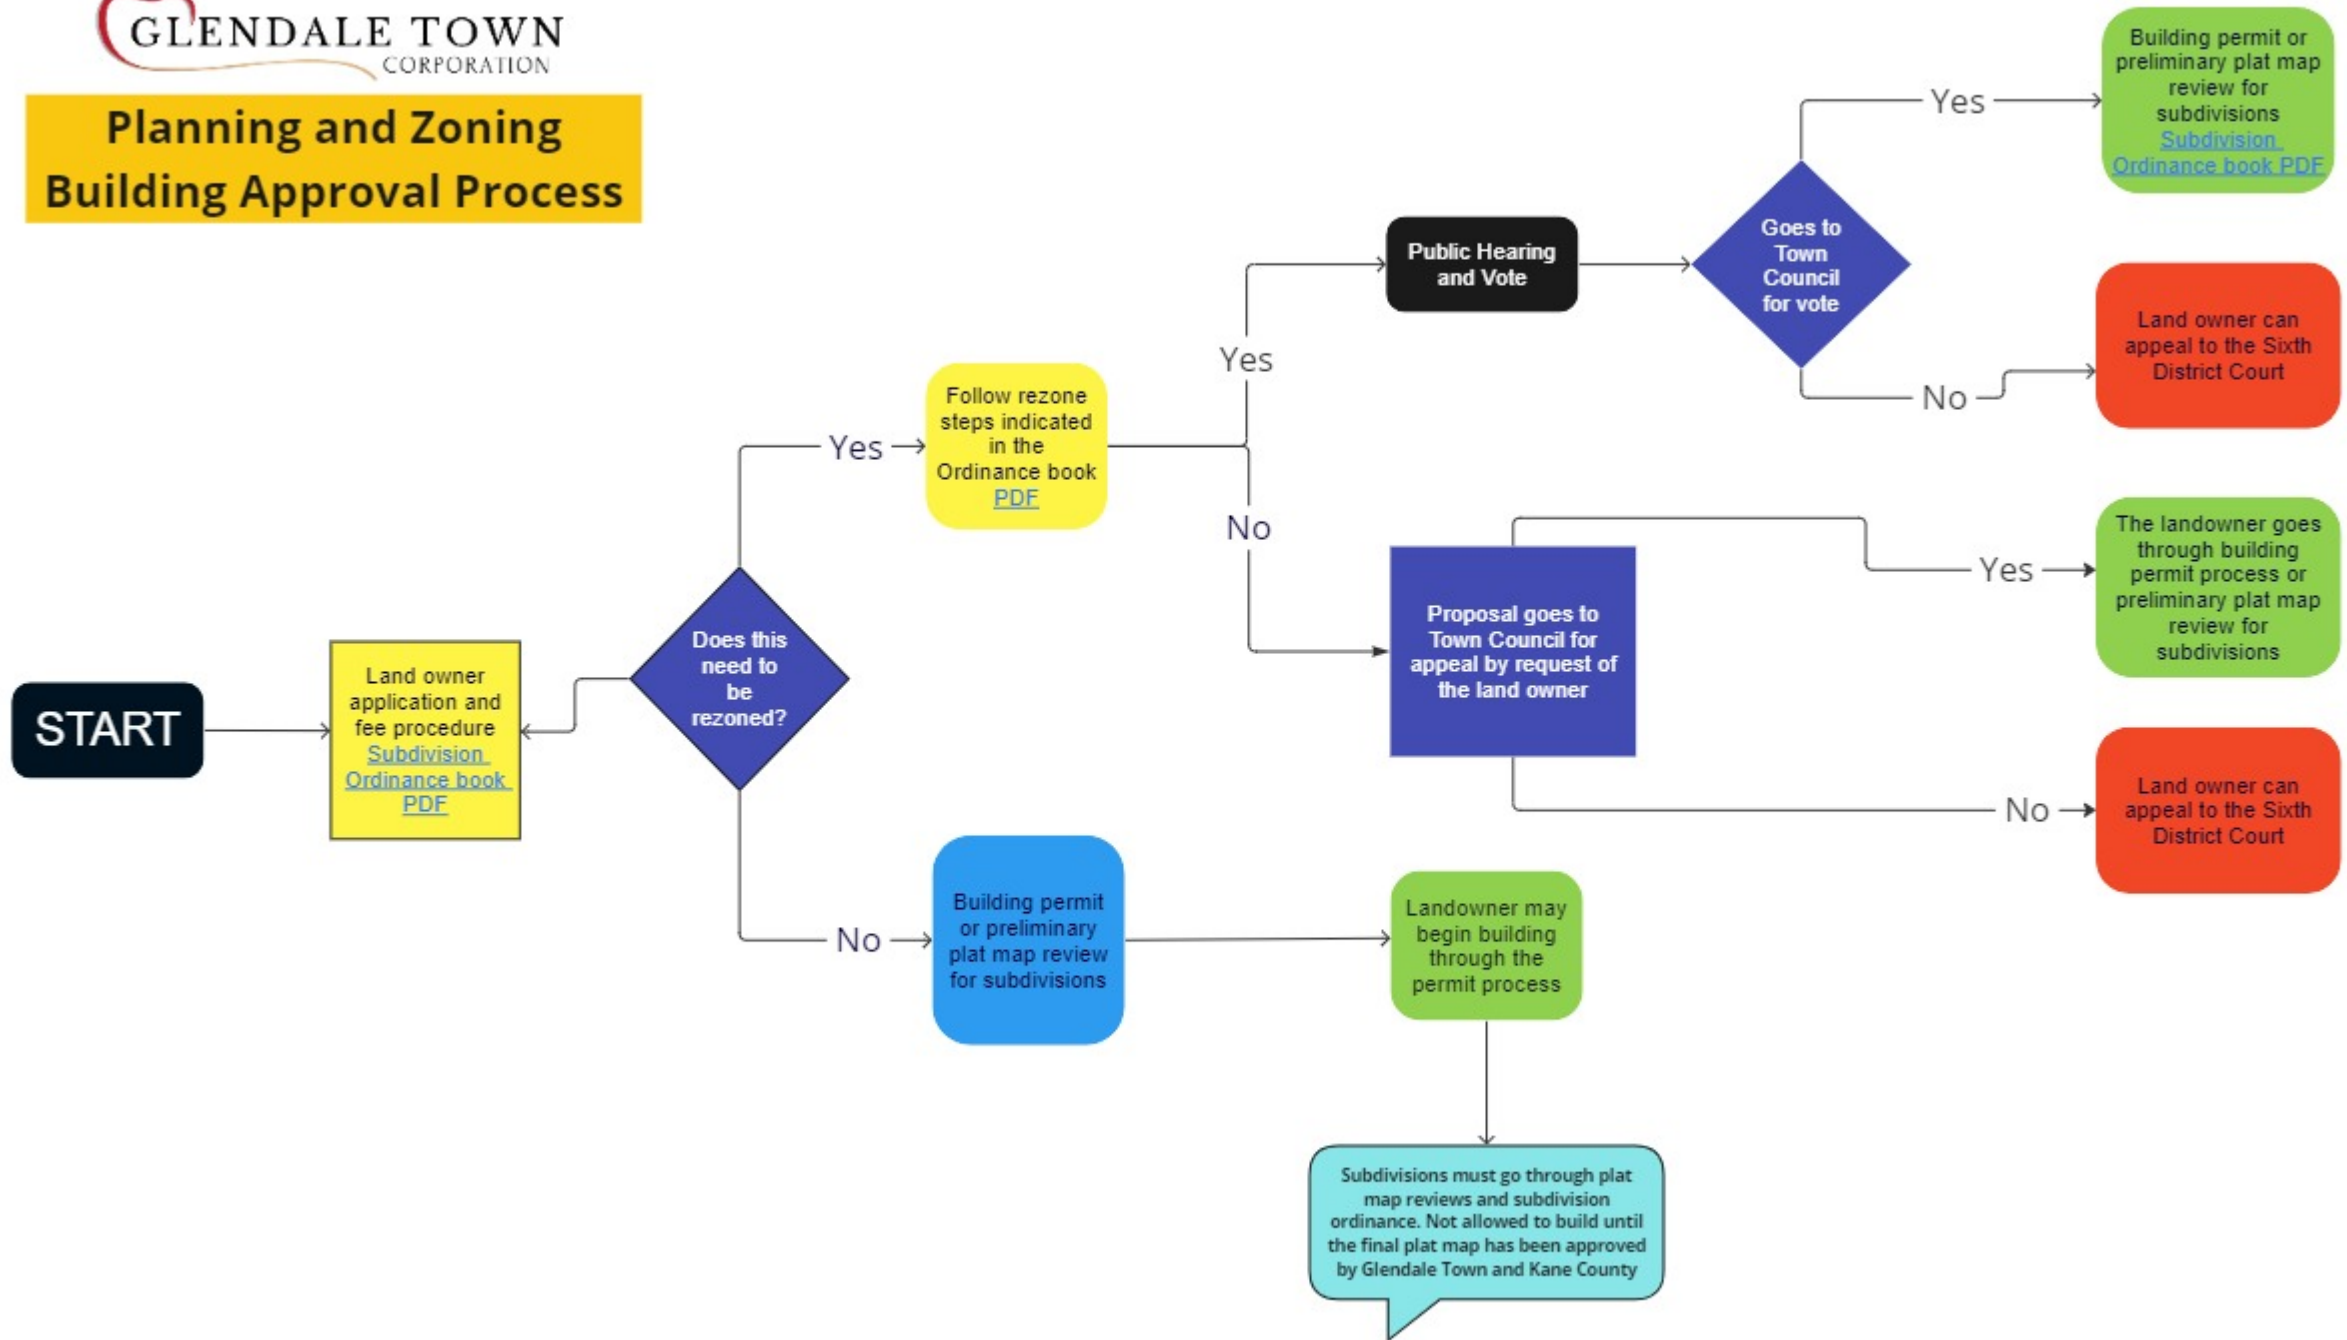 GLENDALE TOWN
CORPORATION
Planning and Zoning
Building Approval Process
START
Land owner
application and
fee procedure
Subdivision
Ordinance book
PDF
Does this
need to
be
rezoned?
Yes
Follow rezone
steps indicated
in the
Ordinance book
PDF
Yes
Public Hearing
and Vote
Goes to
Town
Council
for vote
Yes
Building permit or
preliminary plat map
review for
subdivisions
Subdivision
Ordinance book PDF
No
Land owner can
appeal to the Sixth
District Court
No
Proposal goes to
Town Council for
appeal by request of
the land owner
Yes
The landowner goes
through building
permit process or
preliminary plat map
review for
subdivisions
No
Land owner can
appeal to the Sixth
District Court
No
Building permit
or preliminary
plat map review
for subdivisions
Landowner may
begin building
through the
permit process
Subdivisions must go through plat
map reviews and subdivision
ordinance. Not allowed to build until
the final plat map has been approved
by Glendale Town and Kane County